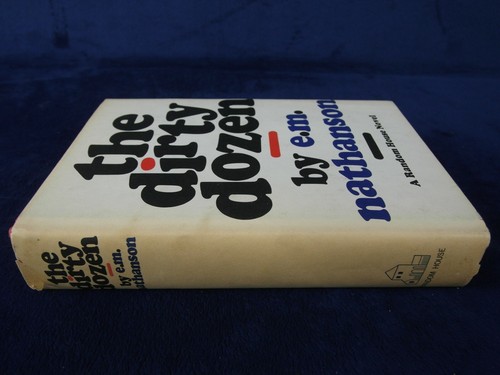 the
dirty
dozen
by e.m.
nathanson
A Random House Novel
the
dirty
dozen
by e.m.
nathanson
RANDOM HOUSE